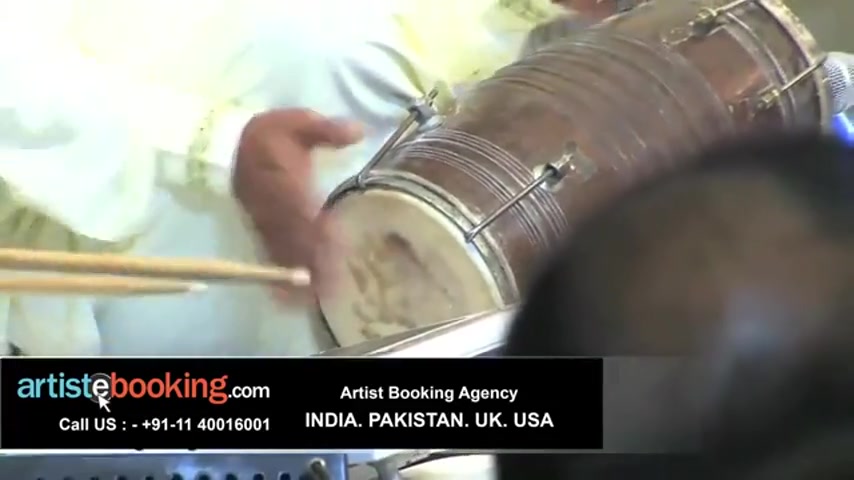 artistebooking.com
Artist Booking Agency
Call US : - +91-11 40016001
INDIA. PAKISTAN. UK. USA